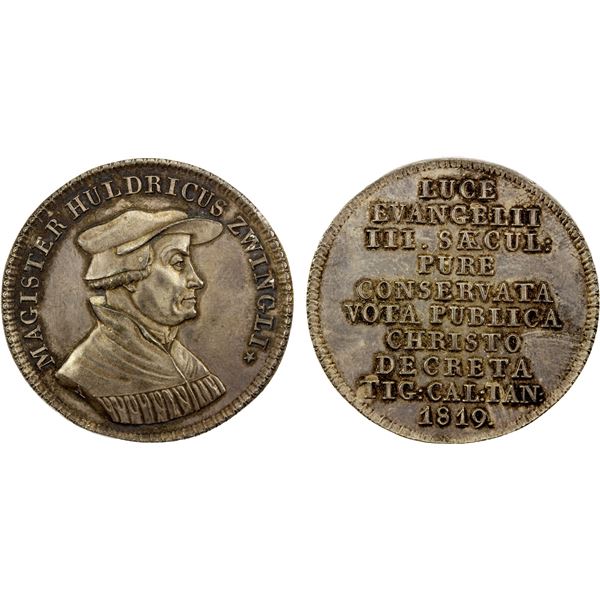 MAGISTER HULDRICUS ZWINGLI *
LUCE
EVANGELII
III. SÆCUL:
PURE
CONSERVATA
VOTA PUBLICA
CHRISTO
DECRETA
TIG: CAL: IAN:
1819.